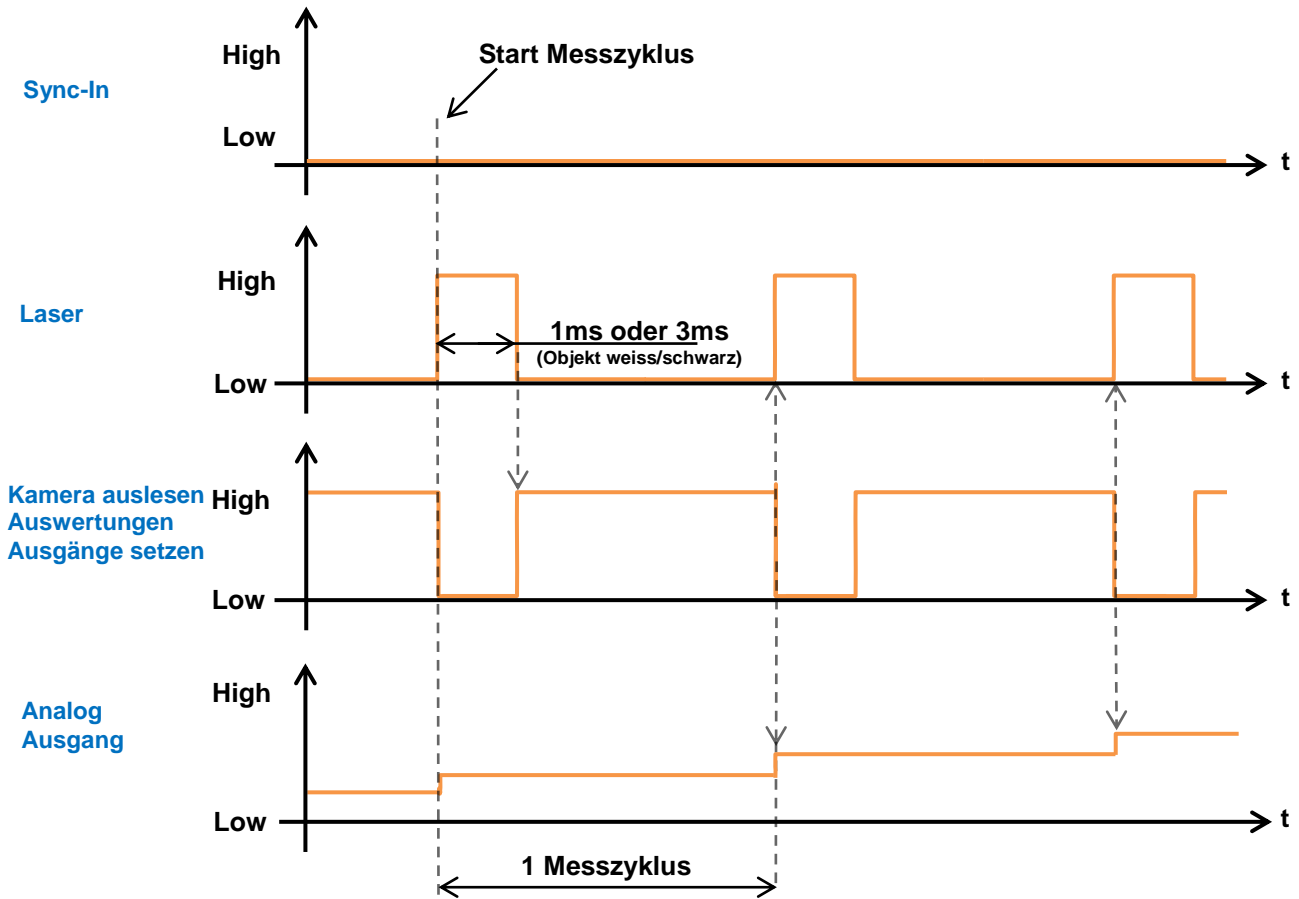 High
Start Messzyklus
Sync-In
Low
t
High
Laser
1ms oder 3ms
(Objekt weiss/schwarz)
Low
t
Kamera auslesen
High
Auswertungen
Ausgänge setzen
Low
t
High
Analog
Ausgang
Low
t
1 Messzyklus